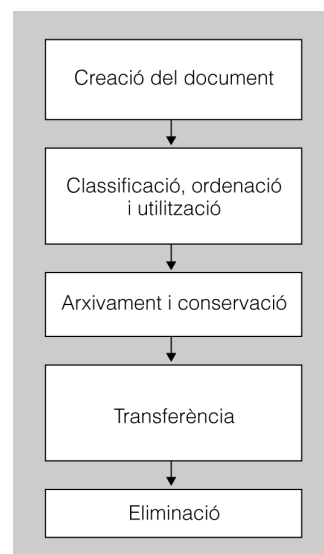 Creació del document
Classificació, ordenació
i utilització
Arxivament i conservació
Transferència
Eliminació